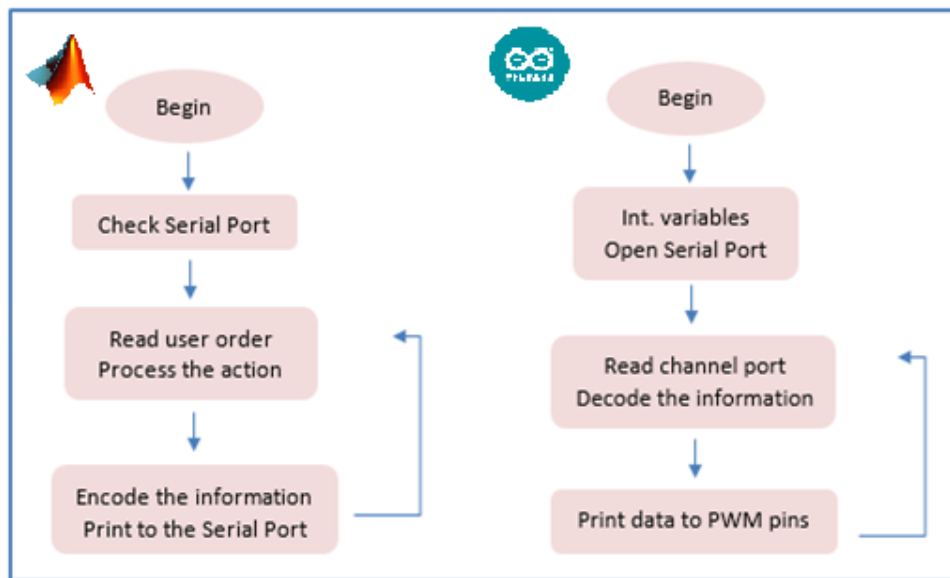 Begin
Check Serial Port
Read user order
Process the action
Encode the information
Print to the Serial Port
Begin
Int. variables
Open Serial Port
Read channel port
Decode the information
Print data to PWM pins